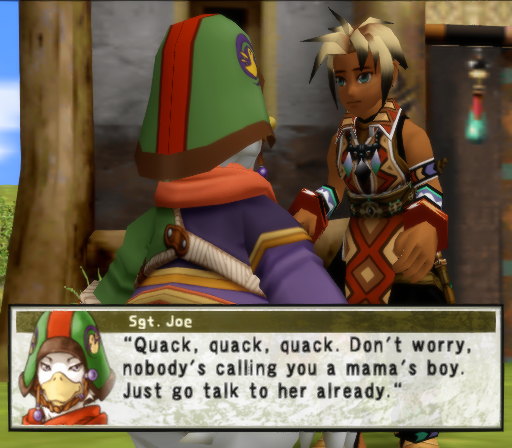 Sgt. Joe
"Quack, quack, quack. Don't worry,
nobody's calling you a mama's boy.
Just go talk to her already."